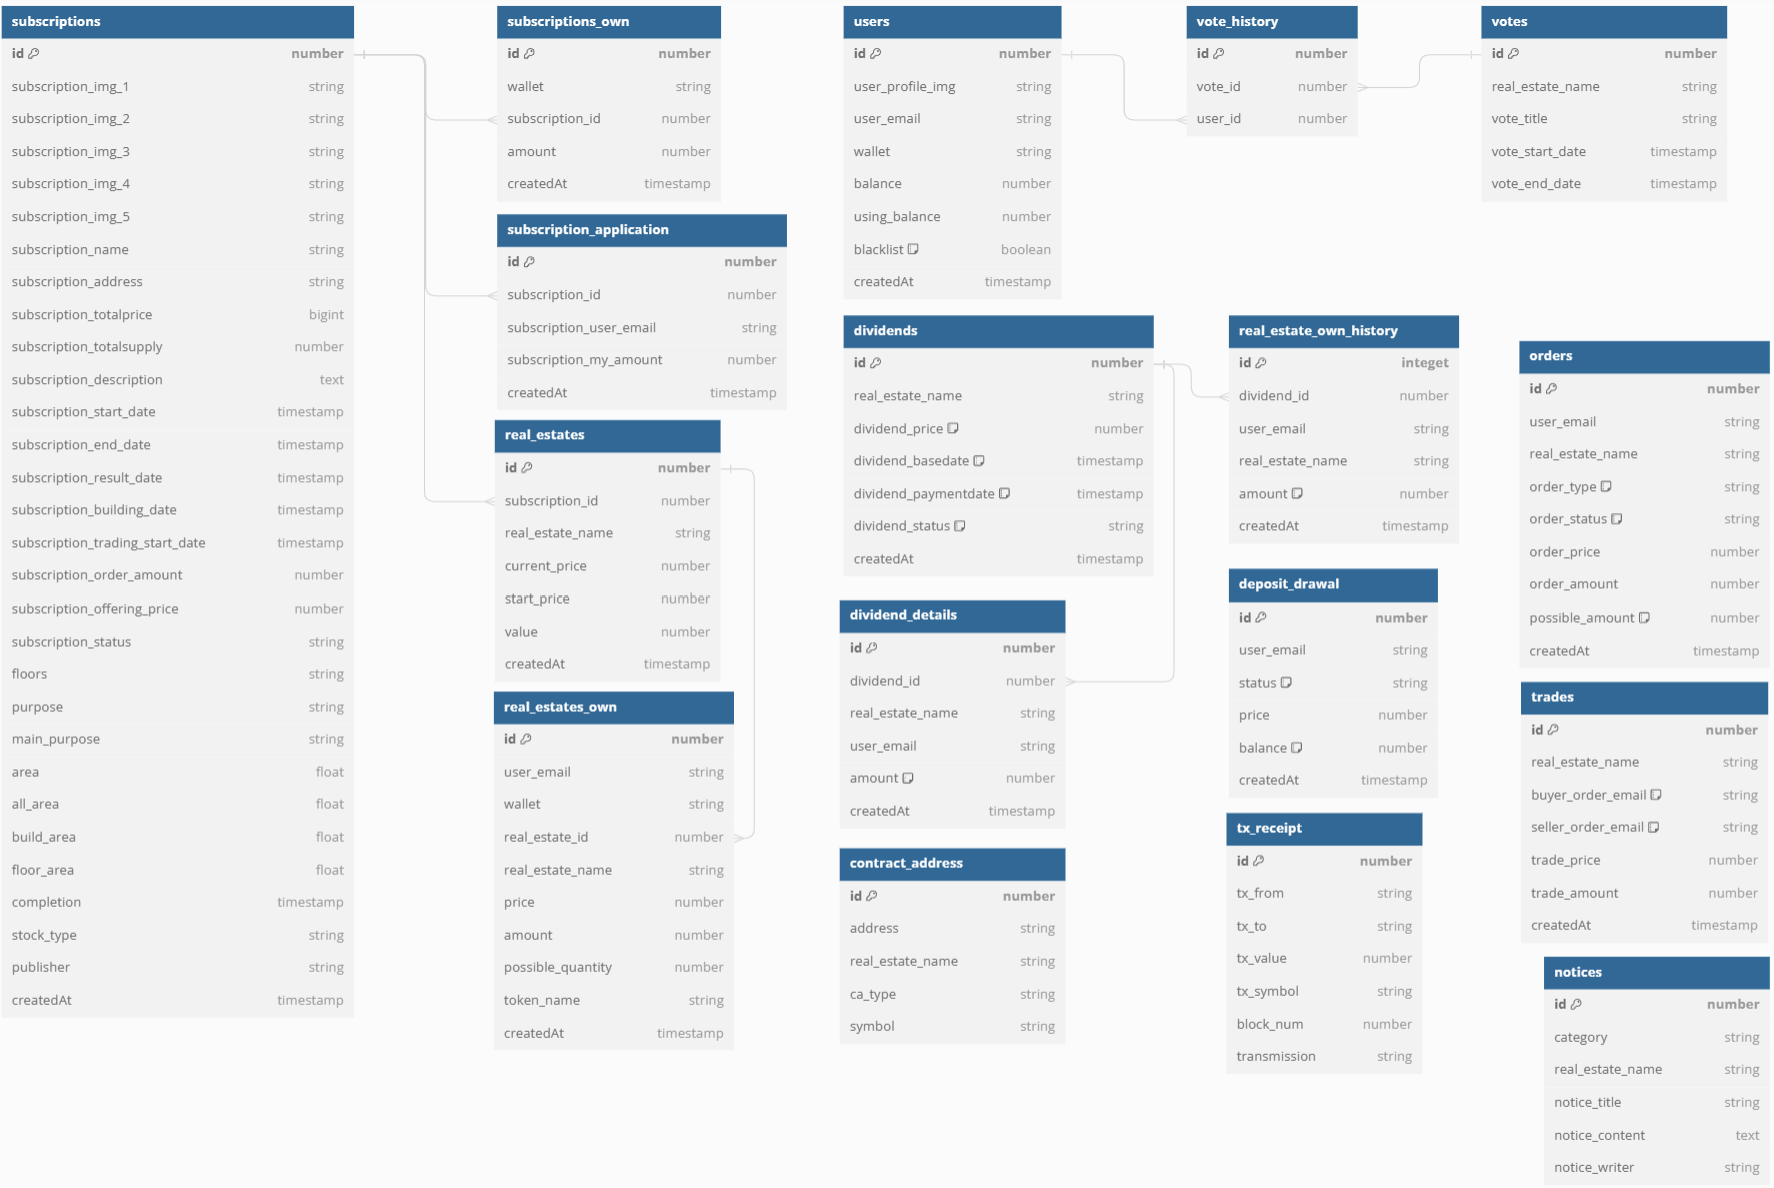 subscriptions
id number
subscription_img_1 string
subscription_img_2 string
subscription_img_3 string
subscription_img_4 string
subscription_img_5 string
subscription_name string
subscription_address string
subscription_totalprice bigint
subscription_totalsupply number
subscription_description text
subscription_start_date timestamp
subscription_end_date timestamp
subscription_result_date timestamp
subscription_building_date timestamp
subscription_trading_start_date timestamp
subscription_order_amount number
subscription_offering_price number
subscription_status string
floors string
purpose string
main_purpose string
area float
all_area float
build_area float
floor_area float
completion timestamp
stock_type string
publisher string
createdAt timestamp
subscriptions_own
id number
wallet string
subscription_id number
amount number
createdAt timestamp
subscription_application
id number
subscription_id number
subscription_user_email string
subscription_my_amount number
createdAt timestamp
real_estates
id number
subscription_id number
real_estate_name string
current_price number
start_price number
value number
createdAt timestamp
real_estates_own
id number
user_email string
wallet string
real_estate_id number
real_estate_name string
price number
amount number
possible_quantity number
token_name string
createdAt timestamp
users
id number
user_profile_img string
user_email string
wallet string
balance number
using_balance number
blacklist boolean
createdAt timestamp
dividends
id number
real_estate_name string
dividend_price number
dividend_basedate timestamp
dividend_paymentdate timestamp
dividend_status string
createdAt timestamp
dividend_details
id number
dividend_id number
real_estate_name string
user_email string
amount number
createdAt timestamp
contract_address
id number
address string
real_estate_name string
ca_type string
symbol string
vote_history
id number
vote_id number
user_id number
real_estate_own_history
id integet
dividend_id number
user_email string
real_estate_name string
amount number
createdAt timestamp
deposit_drawal
id number
user_email string
status string
price number
balance number
createdAt timestamp
tx_receipt
id number
tx_from string
tx_to string
tx_value number
tx_symbol string
block_num number
transmission string
votes
id number
real_estate_name string
vote_title string
vote_start_date timestamp
vote_end_date timestamp
orders
id number
user_email string
real_estate_name string
order_type string
order_status string
order_price number
order_amount number
possible_amount number
createdAt timestamp
trades
id number
real_estate_name string
buyer_order_email string
seller_order_email string
trade_price number
trade_amount number
createdAt timestamp
notices
id number
category string
real_estate_name string
notice_title string
notice_content text
notice_writer string